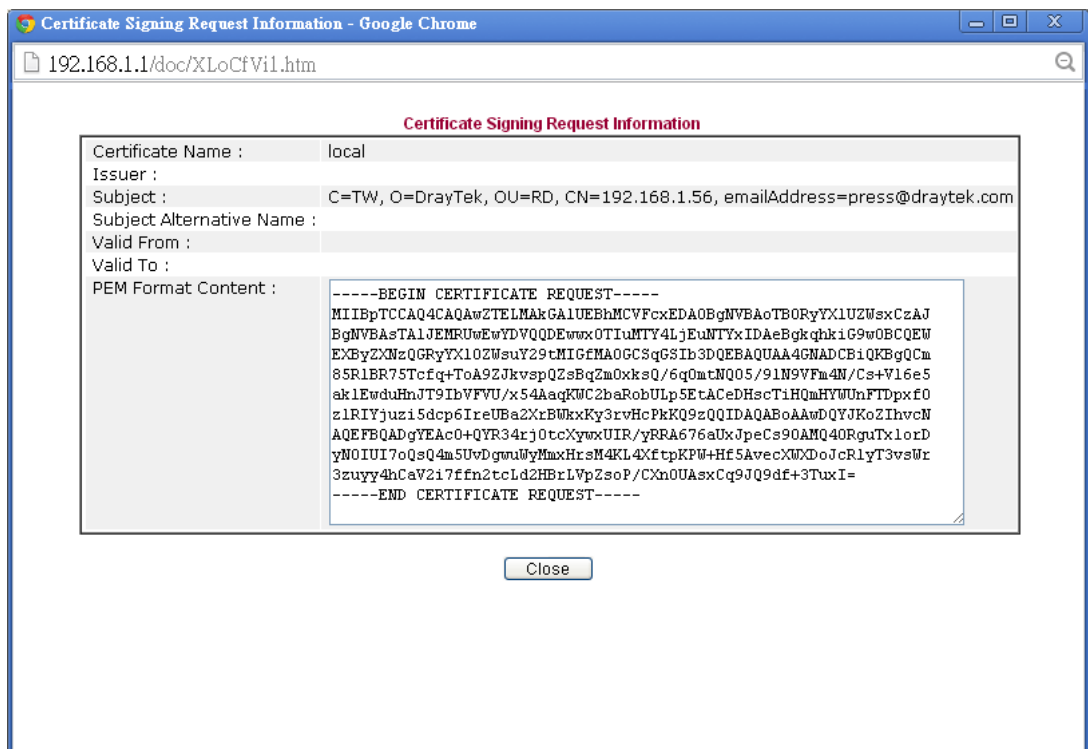 Certificate Signing Request Information - Google Chrome
192.168.1.1/doc/XLoCfVi1.htm
Certificate Signing Request Information
Certificate Name : local
Issuer :
Subject : C=TW, O=DrayTek, OU=RD, CN=192.168.1.56, emailAddress=press@draytek.com
Subject Alternative Name :
Valid From :
Valid To :
PEM Format Content :
-----BEGIN CERTIFICATE REQUEST-----
MIIBpTCCAQ4CAQAwZTELMAkGA1UEBhMCVFcxEDAOBgNVBAoTB0RyYXlUZWsxCzAJ
BgNVBAsTAlJEMRUwEwYDVQQDEwwxOTIuMTY4LjEuNTYxIDAeBgkqhkiG9w0BCQEW
EXByZXNzQGRyYXl0ZWsuY29tMIGfMA0GCSqGSIb3DQEBAQUAA4GNADCBiQKBgQCm
85RlBR75Tcfq+ToA9ZJkvspQZsBqZm0xksQ/6q0mtNQ05/9lN9VFm4N/Cs+Vl6e5
aklEwduHnJT9IbVFVU/x54AaqKWC2baRobULp5EtACeDHscTiHQmHYWUnFTDpxf0
zlRIYjuzi5dcp6IreUBa2XrBWkxKy3rvHcPkKQ9zQQIDAQABoAAwDQYJKoZIhvcN
AQEFBQADgYEAc0+QYR34rj0tcXywxUIR/yRRA676aUxJpeCs90AMQ40RguTxlorD
yN0IUI7oQsQ4m5UvDgwuWyMmxHrsM4KL4XftpKPW+Hf5AvecXWXDoJcRlyT3vsWr
3zuyy4hCaV2i7ffn2tcLd2HBrLVpZsoP/CXn0UAsxCq9JQ9df+3TuxI=
-----END CERTIFICATE REQUEST-----
Close